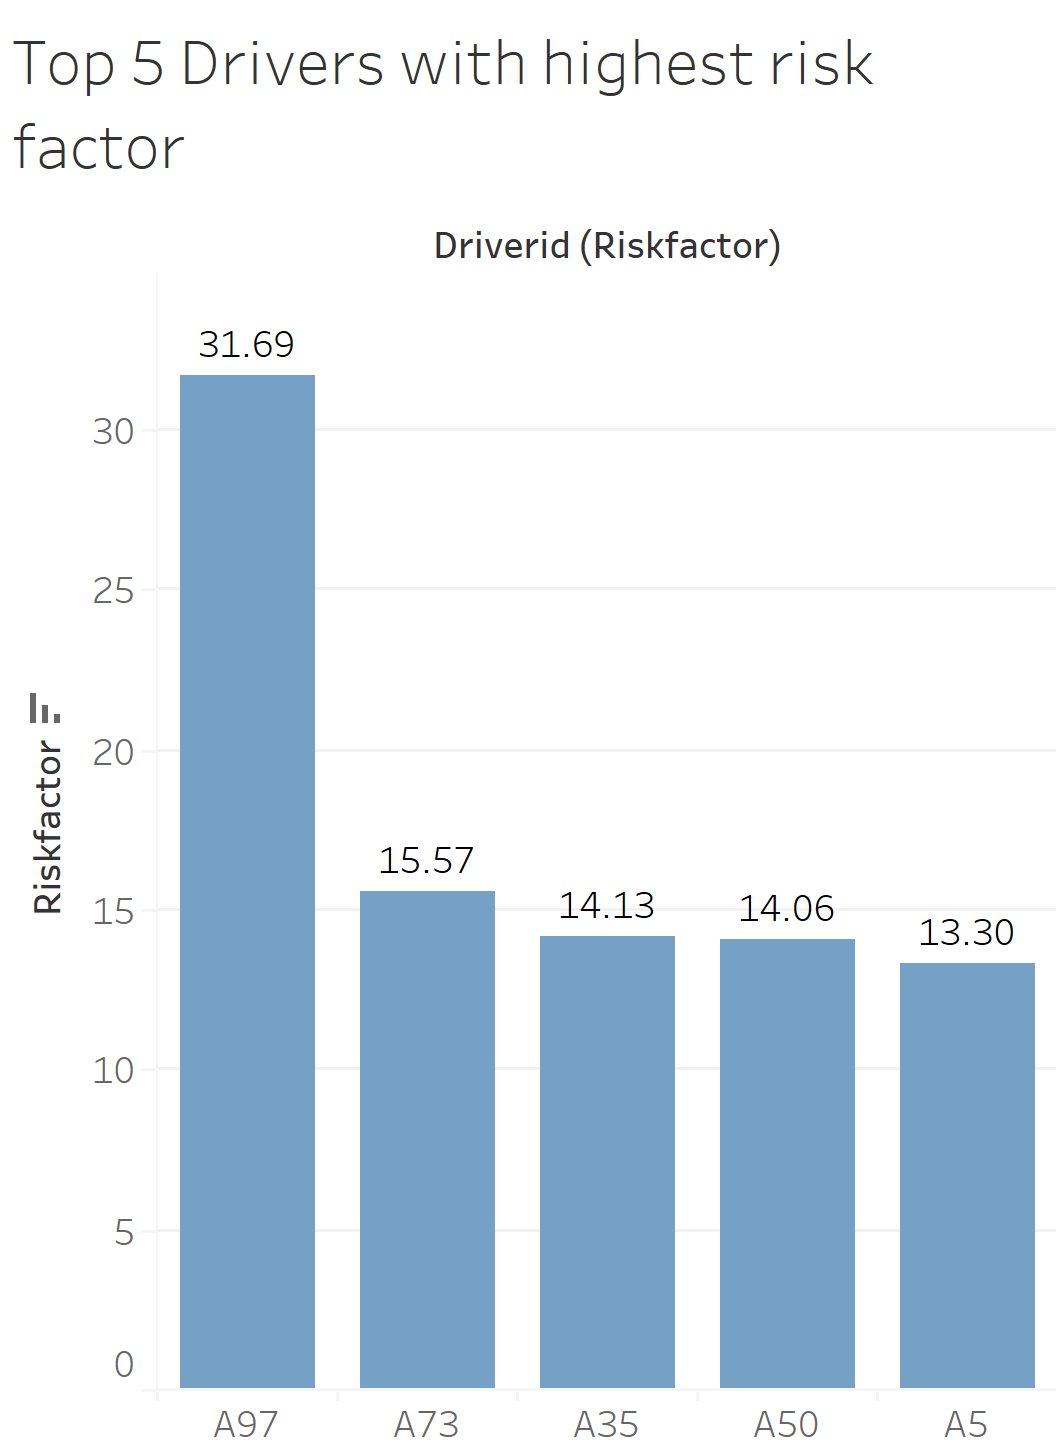 Top 5 Drivers with highest risk
factor
Driverid (Riskfactor)
Riskfactor
30
25
20
15
10
5
0
31.69
15.57
14.13
14.06
13.30
A97
A73
A35
A50
A5